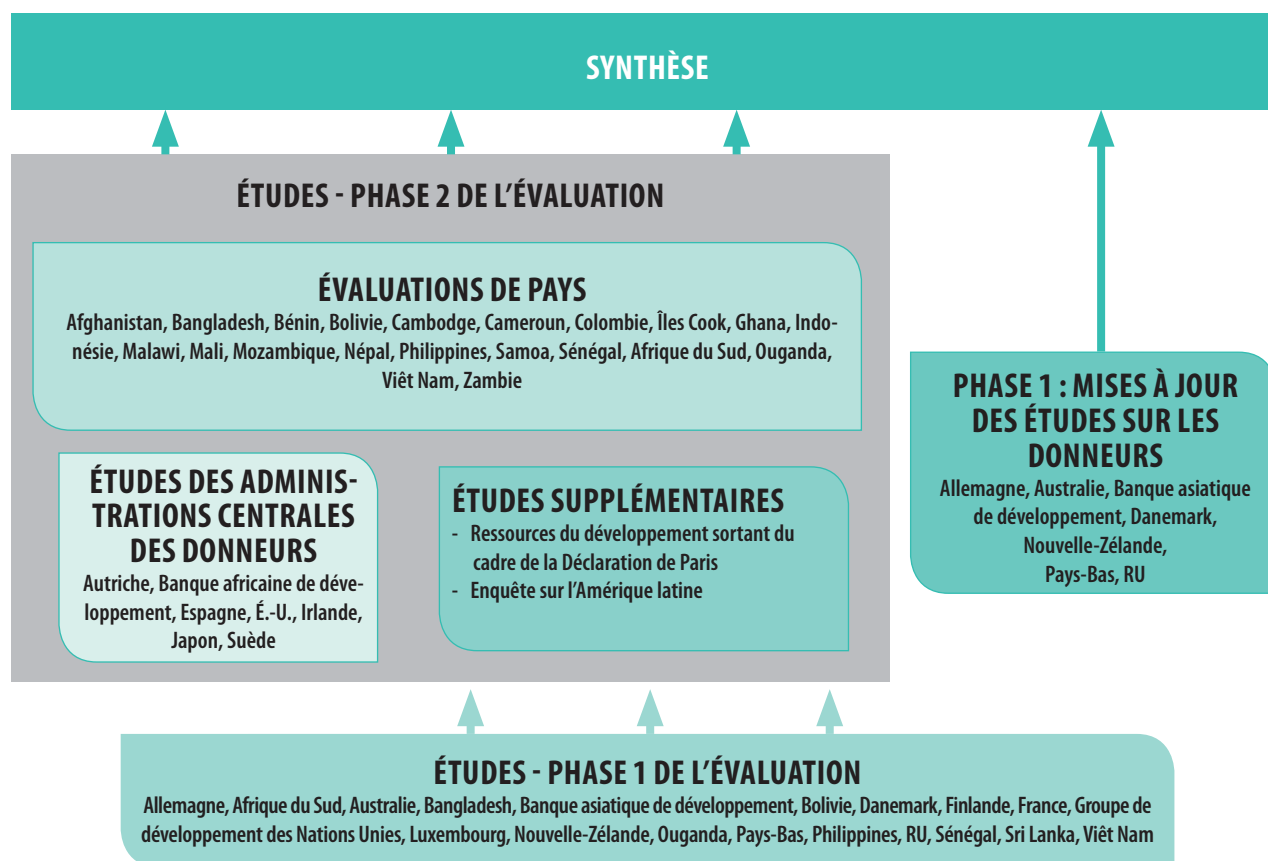 SYNTHÈSE
ÉTUDES - PHASE 2 DE L'ÉVALUATION
ÉVALUATIONS DE PAYS
Afghanistan, Bangladesh, Bénin, Bolivie, Cambodge, Cameroun, Colombie, Îles Cook, Ghana, Indo-
nésie, Malawi, Mali, Mozambique, Népal, Philippines, Samoa, Sénégal, Afrique du Sud, Ouganda,
Viêt Nam, Zambie
ÉTUDES DES ADMINIS-
TRATIONS CENTRALES
DES DONNEURS
Autriche, Banque africaine de déve-
loppement, Espagne, É.-U., Irlande,
Japon, Suède
ÉTUDES SUPPLÉMENTAIRES
- Ressources du développement sortant du
cadre de la Déclaration de Paris
- Enquête sur l'Amérique latine
PHASE 1 : MISES À JOUR
DES ÉTUDES SUR LES
DONNEURS
Allemagne, Australie, Banque asiatique
de développement, Danemark,
Nouvelle-Zélande,
Pays-Bas, RU
ÉTUDES - PHASE 1 DE L'ÉVALUATION
Allemagne, Afrique du Sud, Australie, Bangladesh, Banque asiatique de développement, Bolivie, Danemark, Finlande, France, Groupe de
développement des Nations Unies, Luxembourg, Nouvelle-Zélande, Ouganda, Pays-Bas, Philippines, RU, Sénégal, Sri Lanka, Viêt Nam